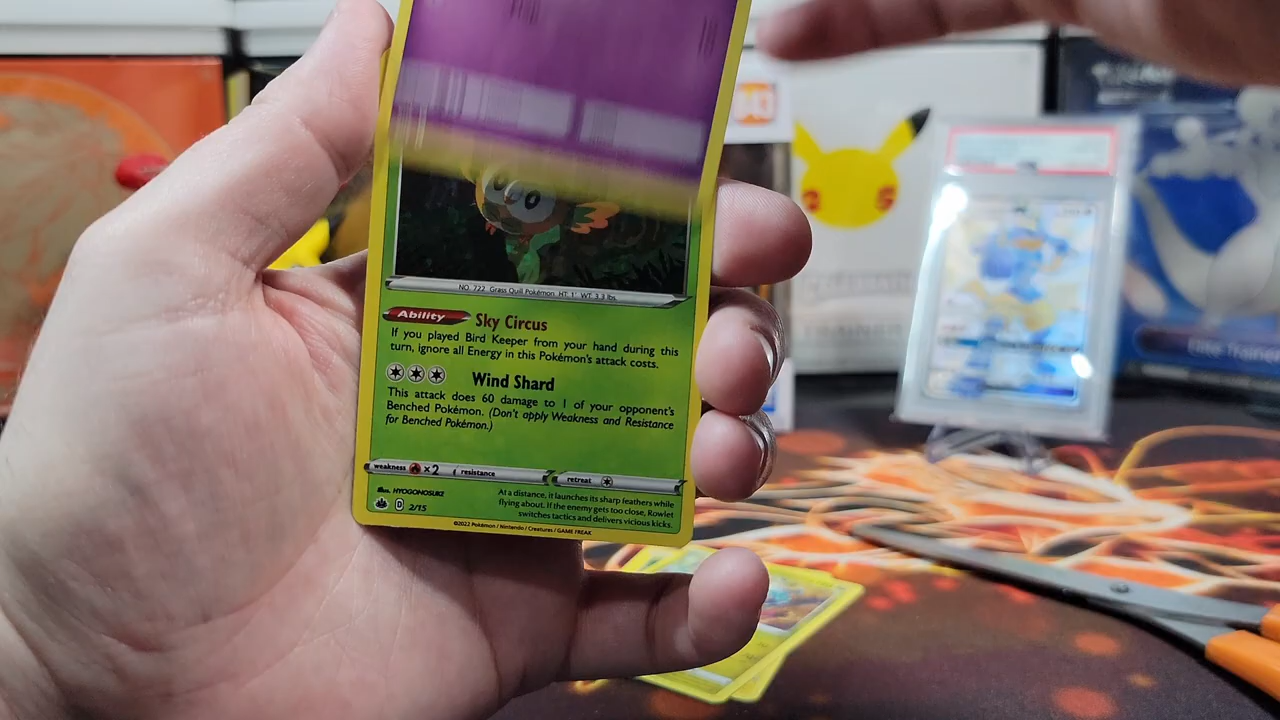 NO. 722 Grass Quill Pokémon HT: 1' WT: 3.3 lbs.
Ability Sky Circus
If you played Bird Keeper from your hand during this
turn, ignore all Energy in this Pokémon's attack costs.
Wind Shard
This attack does 60 damage to 1 of your opponent's
Benched Pokémon. (Don't apply Weakness and Resistance
for Benched Pokémon.)
weakness ×2 resistance retreat
Illus. HYOGONOSUKE
D 2/15
At a distance, it launches its sharp feathers while
flying about. If the enemy gets too close, Rowlet
switches tactics and delivers vicious kicks.
©2022 Pokémon / Nintendo / Creatures / GAME FREAK
Elite Trainer